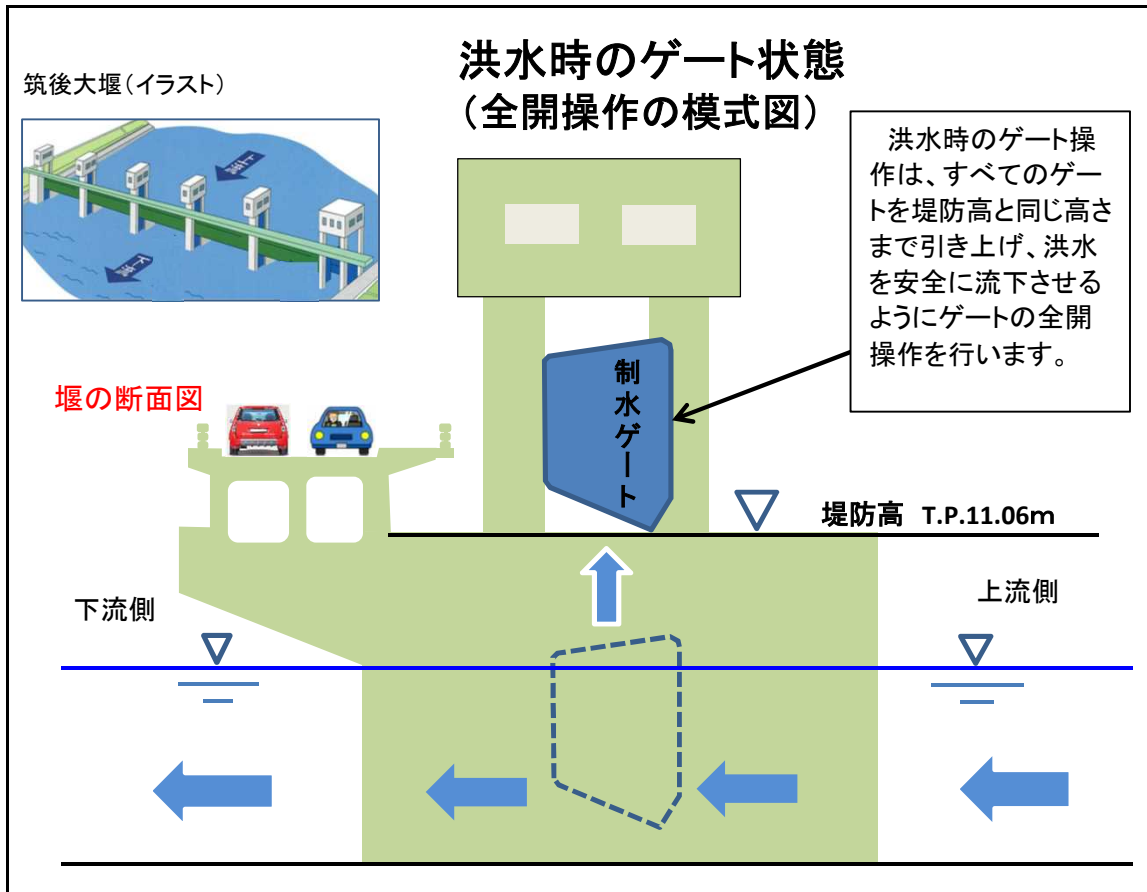 洪水時のゲート状態
(全開操作の模式図)
筑後大堰(イラスト)
上流
下流
洪水時のゲート操
作は、すべてのゲー
トを堤防高と同じ高さ
まで引き上げ、洪水
を安全に流下させる
ようにゲートの全開
操作を行います。
堰の断面図
制水ゲート
堤防高 T.P.11.06m
下流側
上流側